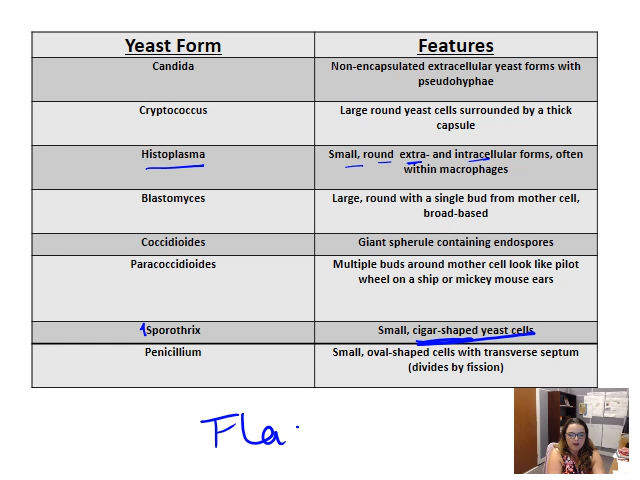 Yeast Form Features
Candida Non-encapsulated extracellular yeast forms with
pseudohyphae
Cryptococcus Large round yeast cells surrounded by a thick
capsule
Histoplasma Small, round extra- and intracellular forms, often
within macrophages
Blastomyces Large, round with a single bud from mother cell,
broad-based
Coccidioides Giant spherule containing endospores
Paracoccidioides Multiple buds around mother cell look like pilot
wheel on a ship or mickey mouse ears
Sporothrix Small, cigar-shaped yeast cells
Penicillium Small, oval-shaped cells with transverse septum
(divides by fission)
Fla